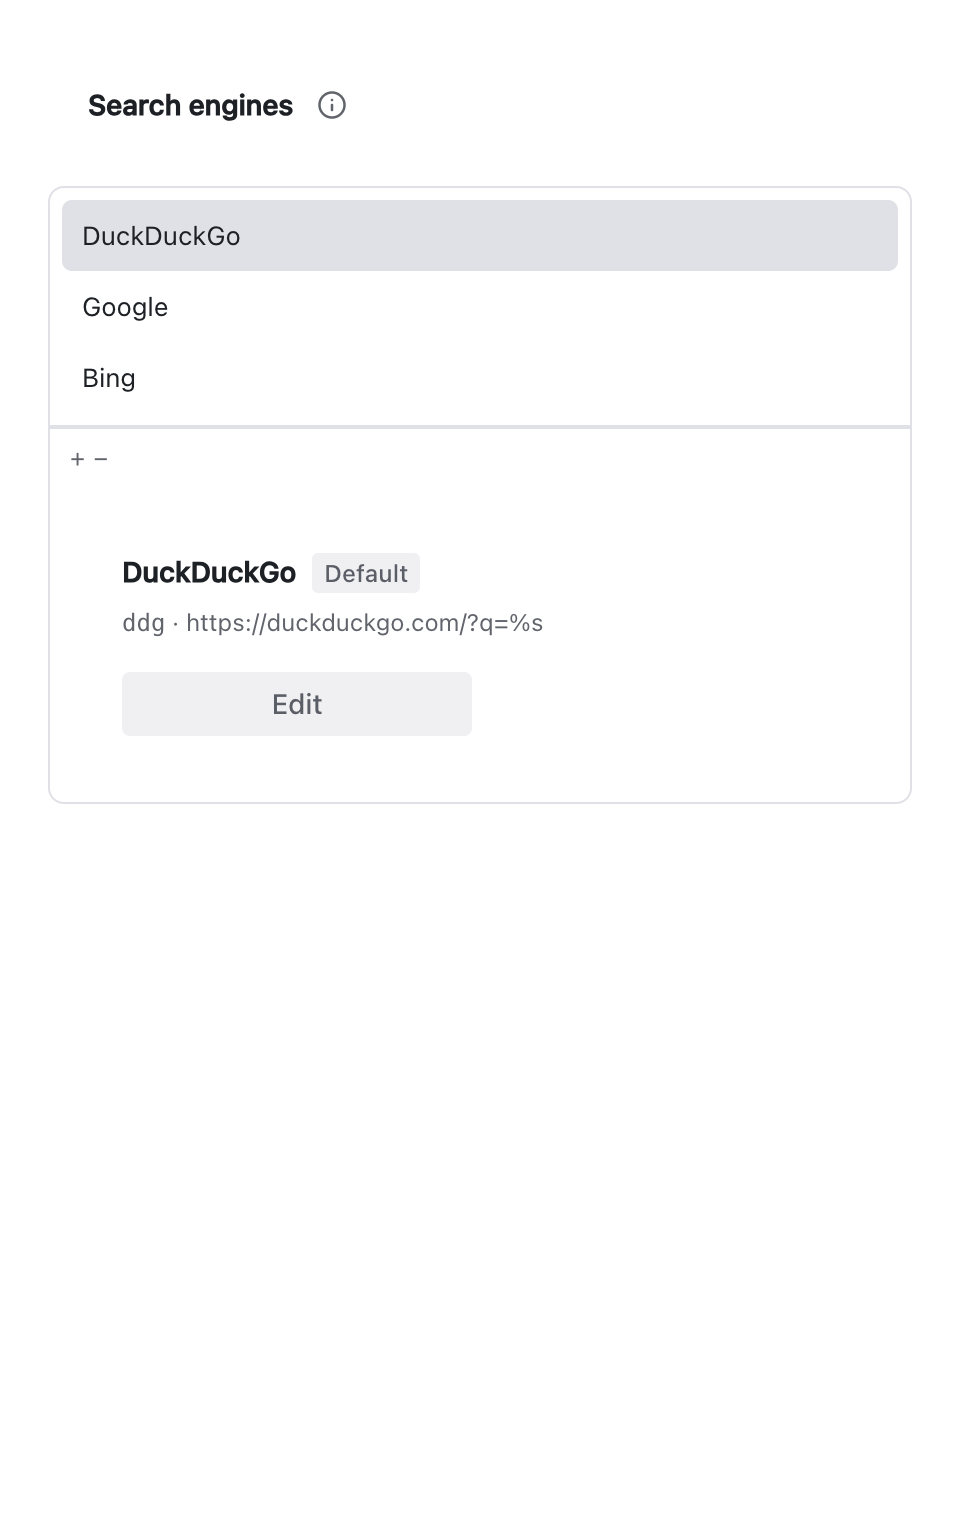 Search engines
DuckDuckGo
Google
Bing
+ −
DuckDuckGo Default
ddg · https://duckduckgo.com/?q=%s
Edit